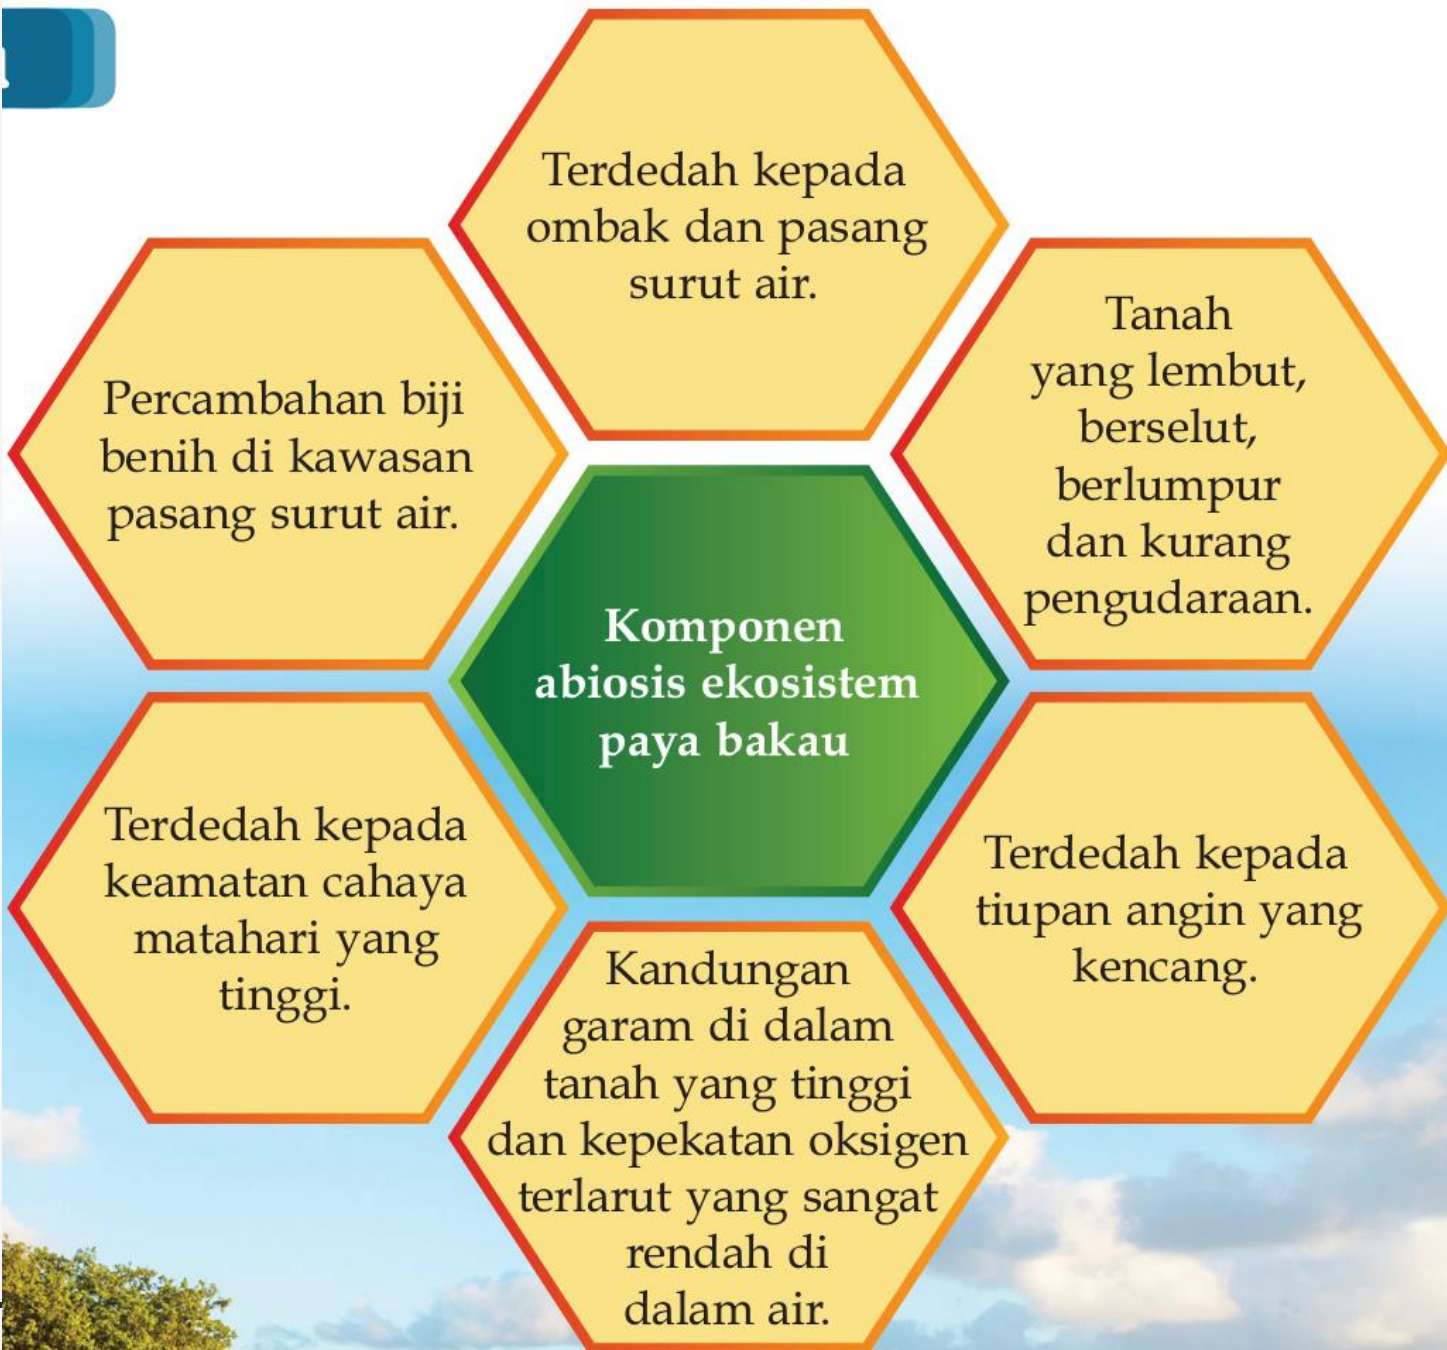 Terdedah kepada
ombak dan pasang
surut air.
Tanah
yang lembut,
berselut,
berlumpur
dan kurang
pengudaraan.
Percambahan biji
benih di kawasan
pasang surut air.
Komponen
abiosis ekosistem
paya bakau
Terdedah kepada
keamatan cahaya
matahari yang
tinggi.
Terdedah kepada
tiupan angin yang
kencang.
Kandungan
garam di dalam
tanah yang tinggi
dan kepekatan oksigen
terlarut yang sangat
rendah di
dalam air.